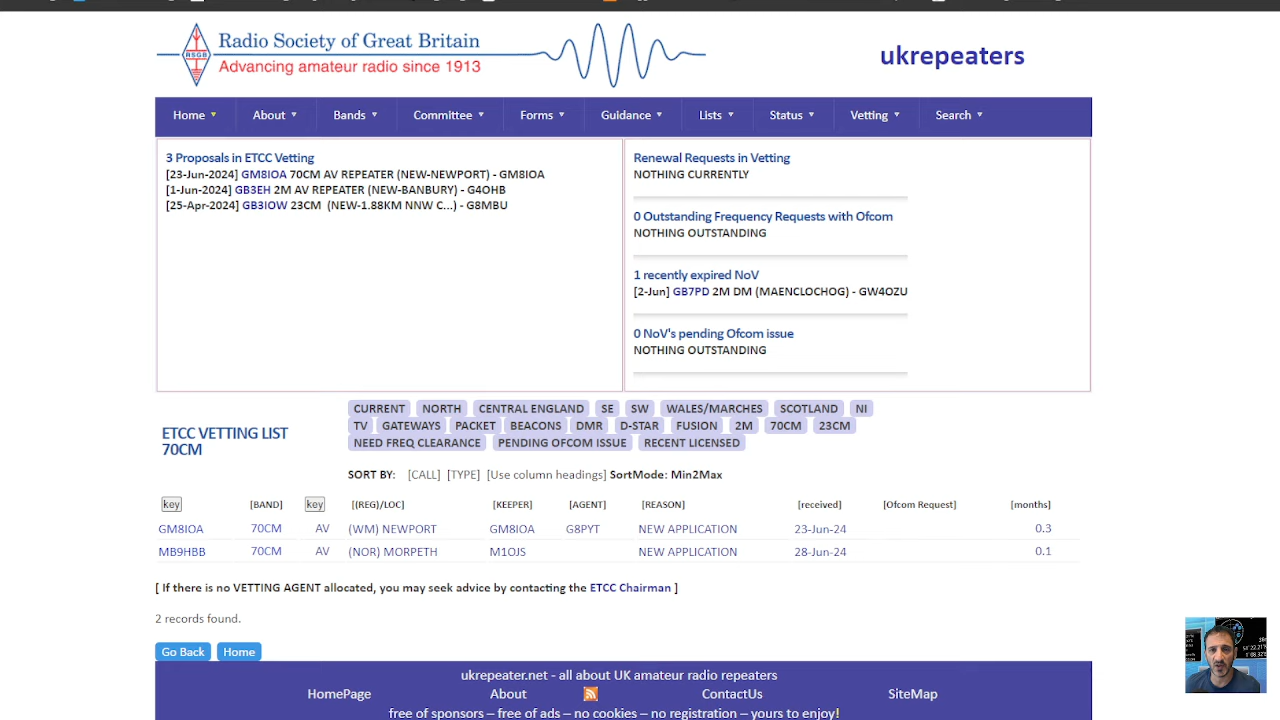 RSGB
Radio Society of Great Britain
Advancing amateur radio since 1913
ukrepeaters
Home About Bands Committee Forms Guidance Lists Status Vetting Search
3 Proposals in ETCC Vetting
[23-Jun-2024] GM8IOA 70CM AV REPEATER (NEW-NEWPORT) - GM8IOA
[1-Jun-2024] GB3EH 2M AV REPEATER (NEW-BANBURY) - G4OHB
[25-Apr-2024] GB3IOW 23CM (NEW-1.88KM NNW C...) - G8MBU
Renewal Requests in Vetting
NOTHING CURRENTLY
0 Outstanding Frequency Requests with Ofcom
NOTHING OUTSTANDING
1 recently expired NoV
[2-Jun] GB7PD 2M DM (MAENCLOCHOG) - GW4OZU
0 NoV's pending Ofcom issue
NOTHING OUTSTANDING
ETCC VETTING LIST
70CM
CURRENT NORTH CENTRAL ENGLAND SE SW WALES/MARCHES SCOTLAND NI
TV GATEWAYS PACKET BEACONS DMR D-STAR FUSION 2M 70CM 23CM
NEED FREQ CLEARANCE PENDING OFCOM ISSUE RECENT LICENSED
SORT BY: [CALL] [TYPE] [Use column headings] SortMode: Min2Max
key [BAND] key [(REG)/LOC] [KEEPER] [AGENT] [REASON] [received] [Ofcom Request] [months]
GM8IOA 70CM AV (WM) NEWPORT GM8IOA G8PYT NEW APPLICATION 23-Jun-24 0.3
MB9HBB 70CM AV (NOR) MORPETH M1OJS NEW APPLICATION 28-Jun-24 0.1
[ If there is no VETTING AGENT allocated, you may seek advice by contacting the ETCC Chairman ]
2 records found.
Go Back Home
ukrepeater.net - all about UK amateur radio repeaters
HomePage About ContactUs SiteMap
free of sponsors – free of ads – no cookies – no registration – yours to enjoy!